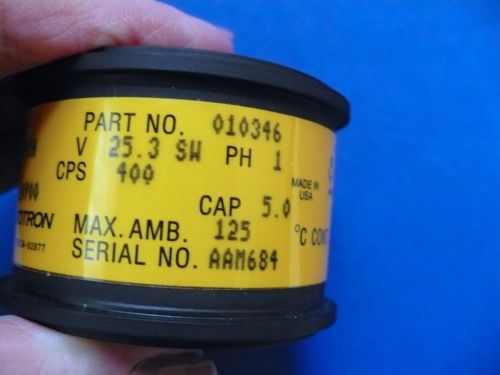 PART NO. 010346
V 25.3 SW PH 1
CPS 400
CAP 5.0
MAX. AMB. 125
°C CONT
SERIAL NO. AAM684
MADE IN
USA